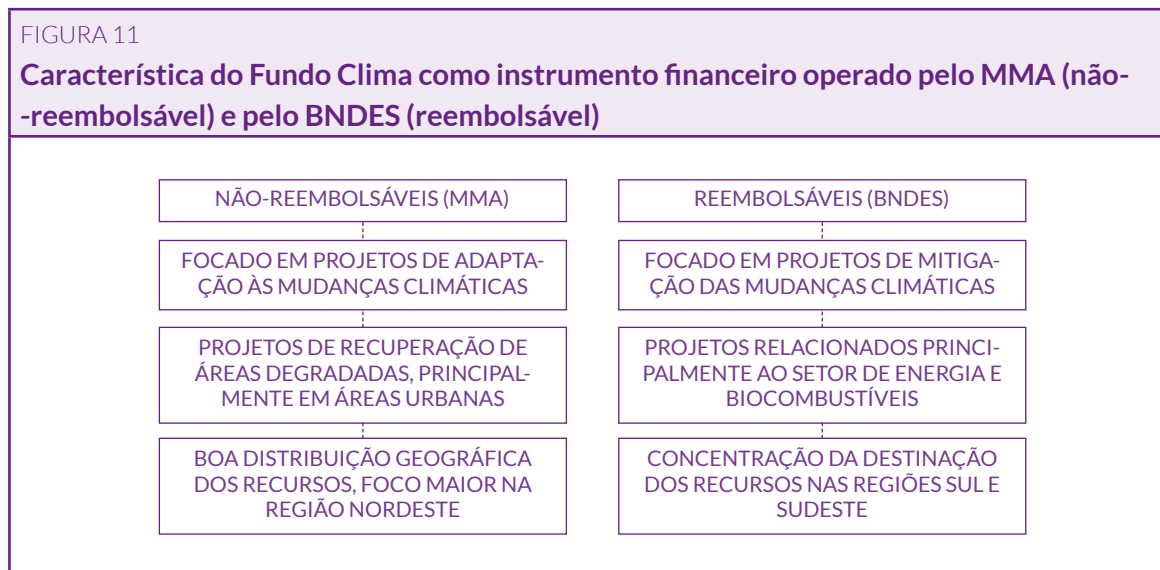 FIGURA 11
Característica do Fundo Clima como instrumento financeiro operado pelo MMA (não-
-reembolsável) e pelo BNDES (reembolsável)
NÃO-REEMBOLSÁVEIS (MMA)
FOCADO EM PROJETOS DE ADAPTA-
ÇÃO ÀS MUDANÇAS CLIMÁTICAS
PROJETOS DE RECUPERAÇÃO DE
ÁREAS DEGRADADAS, PRINCIPAL-
MENTE EM ÁREAS URBANAS
BOA DISTRIBUIÇÃO GEOGRÁFICA
DOS RECURSOS, FOCO MAIOR NA
REGIÃO NORDESTE
REEMBOLSÁVEIS (BNDES)
FOCADO EM PROJETOS DE MITIGA-
ÇÃO DAS MUDANÇAS CLIMÁTICAS
PROJETOS RELACIONADOS PRINCI-
PALMENTE AO SETOR DE ENERGIA E
BIOCOMBUSTÍVEIS
CONCENTRAÇÃO DA DESTINAÇÃO
DOS RECURSOS NAS REGIÕES SUL E
SUDESTE